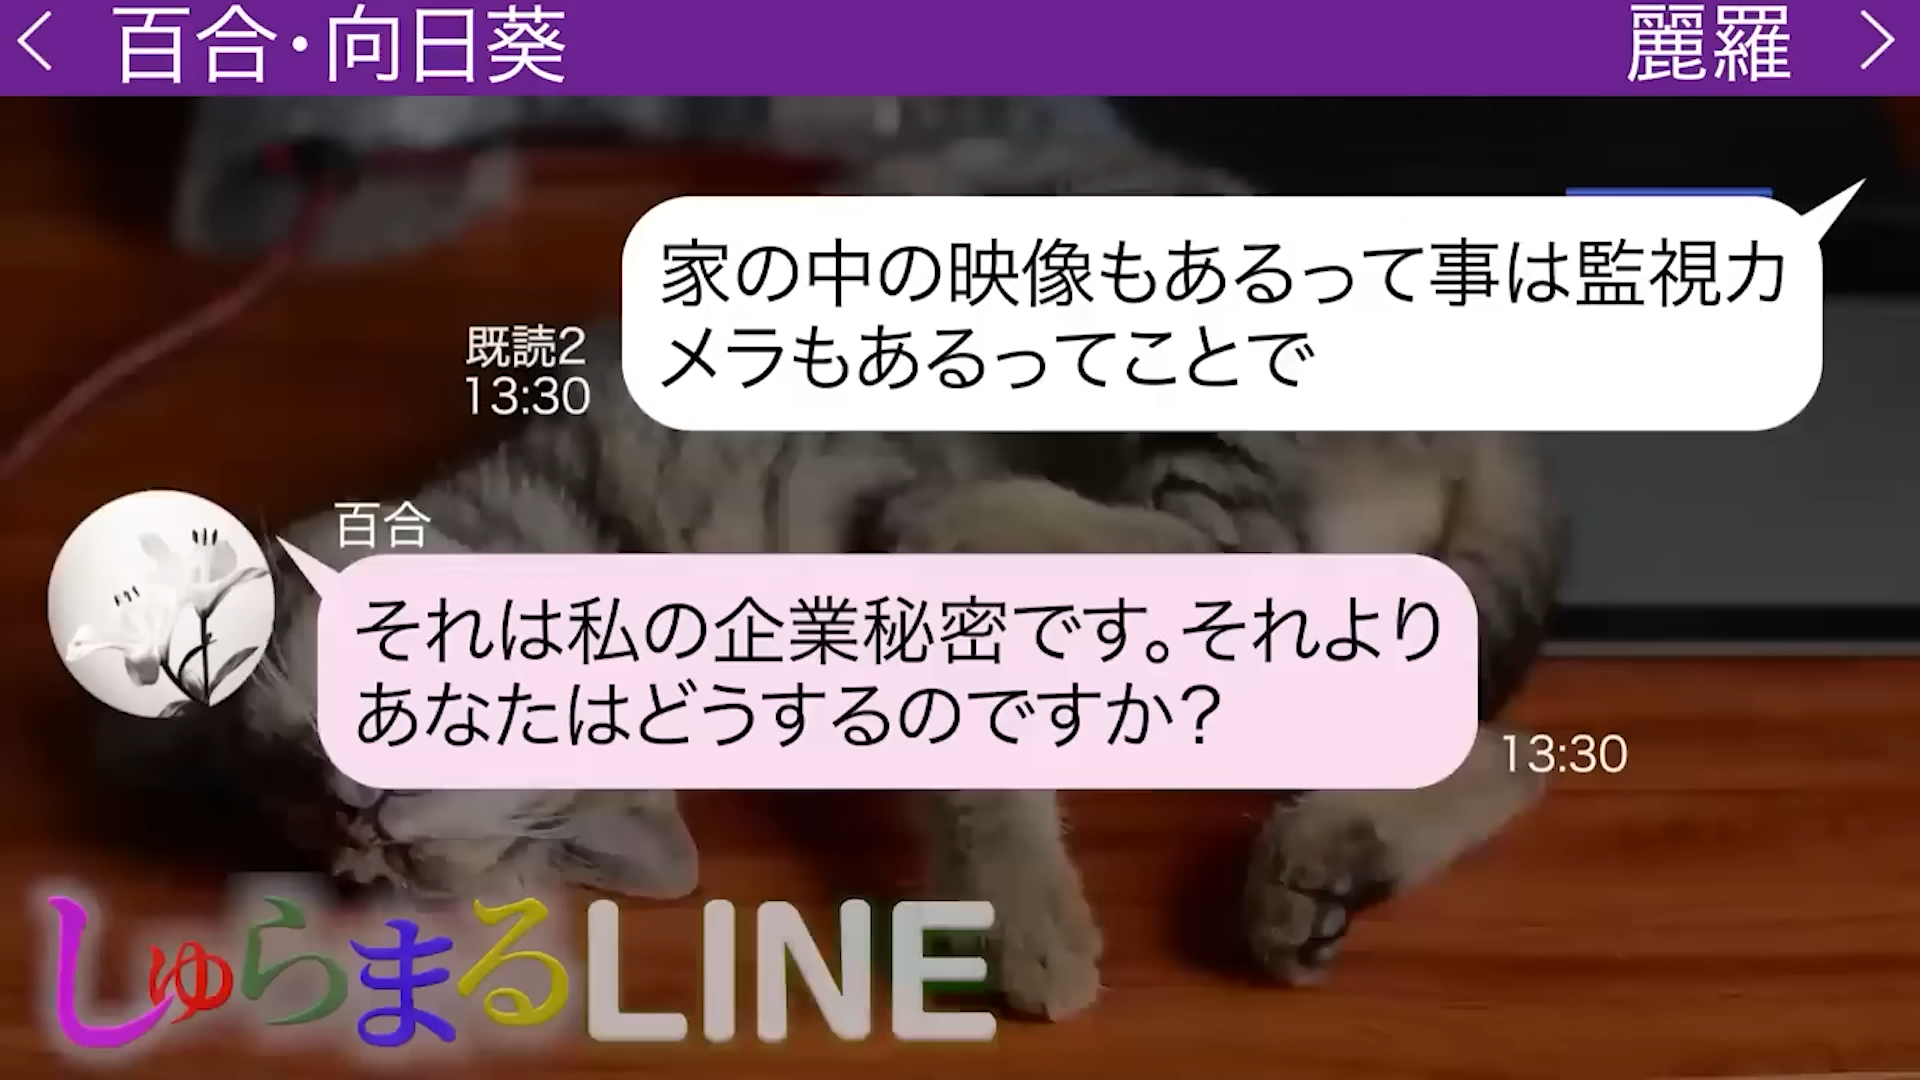 百合・向日葵
麗羅
家の中の映像もあるって事は監視カ
メラもあるってことで
既読2
13:30
百合
それは私の企業秘密です。それより
あなたはどうするのですか?
13:30
しゅらまるLINE